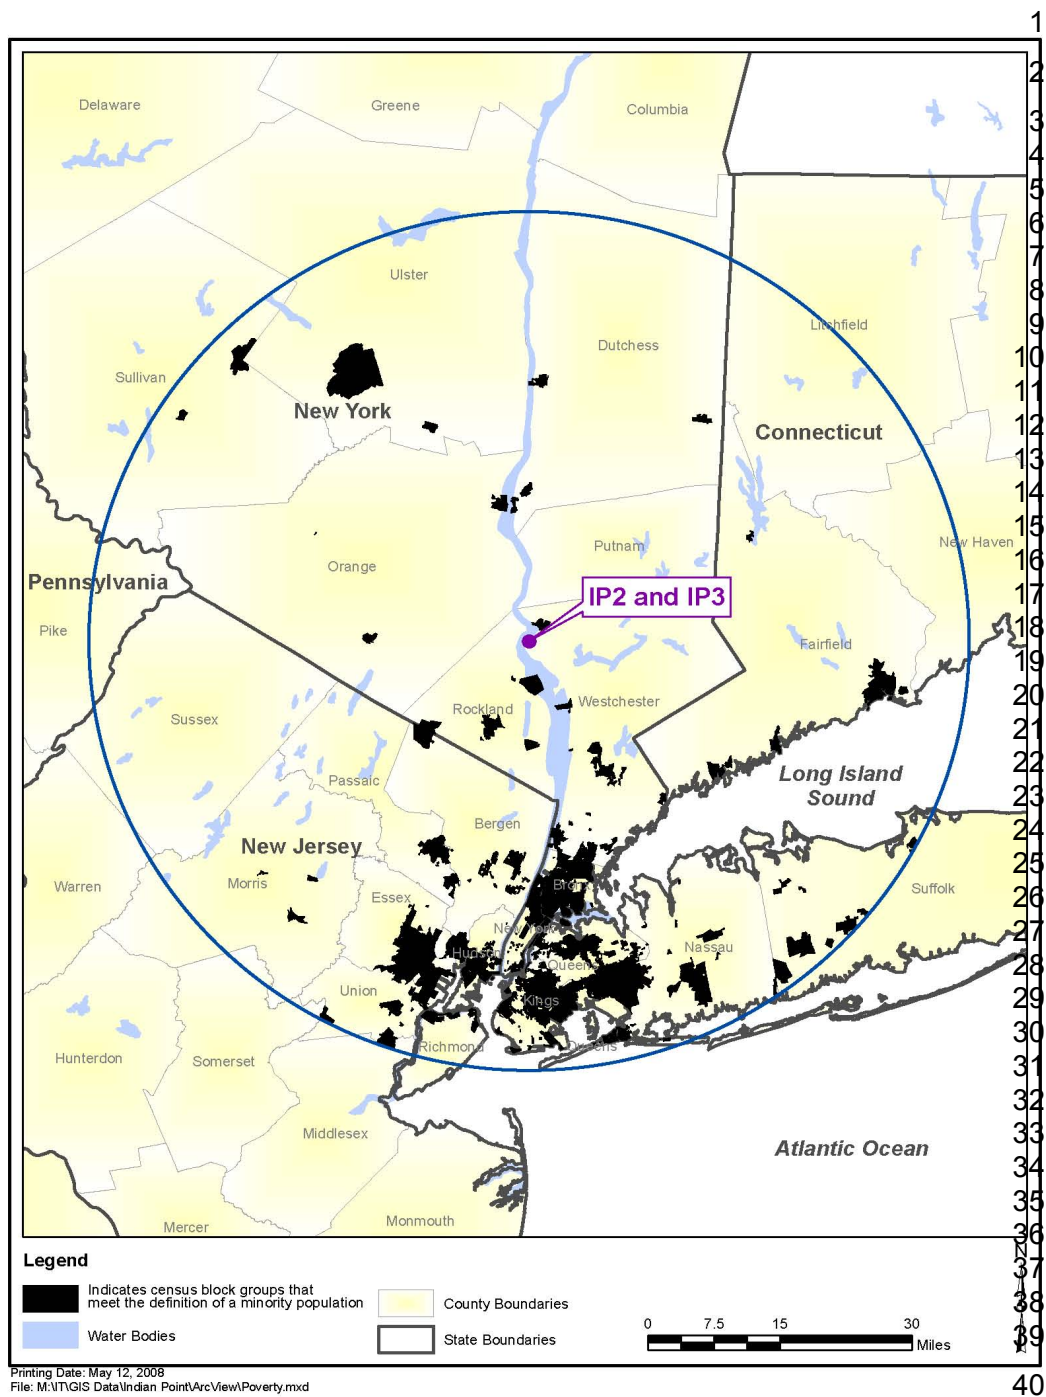 1
2
3
4
5
6
7
8
9
10
11
12
13
14
15
16
17
18
19
20
21
22
23
24
25
26
27
28
29
30
31
32
33
34
35
36
37
38
39
40
Delaware
Greene
Columbia
Ulster
Litchfield
Dutchess
Sullivan
New York
Connecticut
New Haven
Putnam
Orange
Pennsylvania
IP2 and IP3
Pike
Fairfield
Westchester
Rockland
Sussex
Long Island
Sound
Passaic
Bergen
New Jersey
Warren
Morris
Bronx
Suffolk
Essex
New York
Nassau
Hudson
Queens
Union
Kings
Richmond
Queens
Hunterdon
Somerset
Middlesex
Atlantic Ocean
Mercer
Monmouth
Legend
Indicates census block groups that
meet the definition of a minority population
Water Bodies
County Boundaries
State Boundaries
0 7.5 15 30
Miles
N
Printing Date: May 12, 2008
File: M:\IT\GIS Data\Indian Point\ArcView\Poverty.mxd